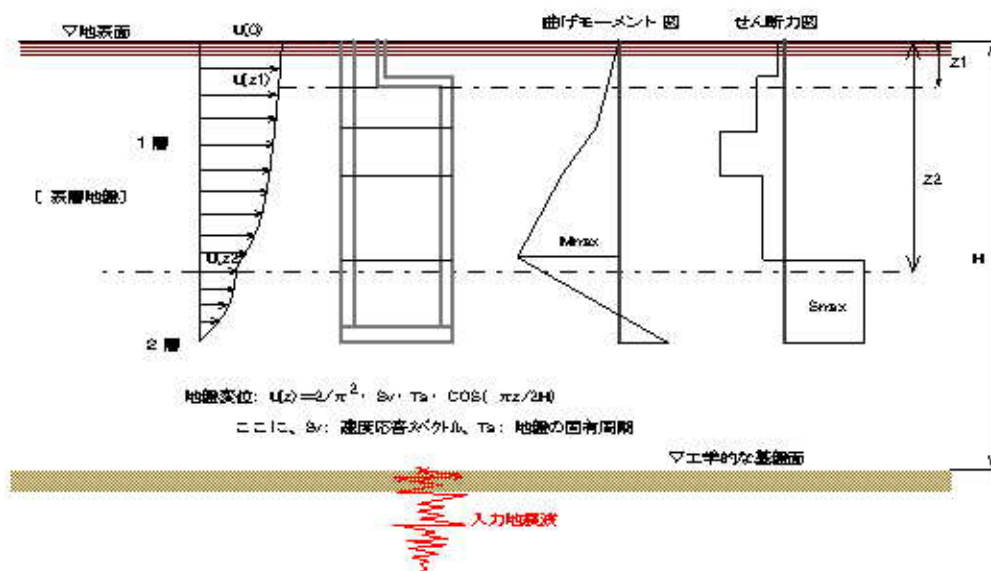 ▽地表面
U(0)
曲げモーメント図
せん断力図
Z1
U(z1)
1層
Z2
[表層地盤]
Mmax
U(z2
H
Smax
2層
地盤変位: U(z)=2/π²・Sv・Ts・COS(πz/2H)
ここに、Sv: 速度応答スペクトル、Ts: 地盤の固有周期
▽工学的な基盤面
入力地震波